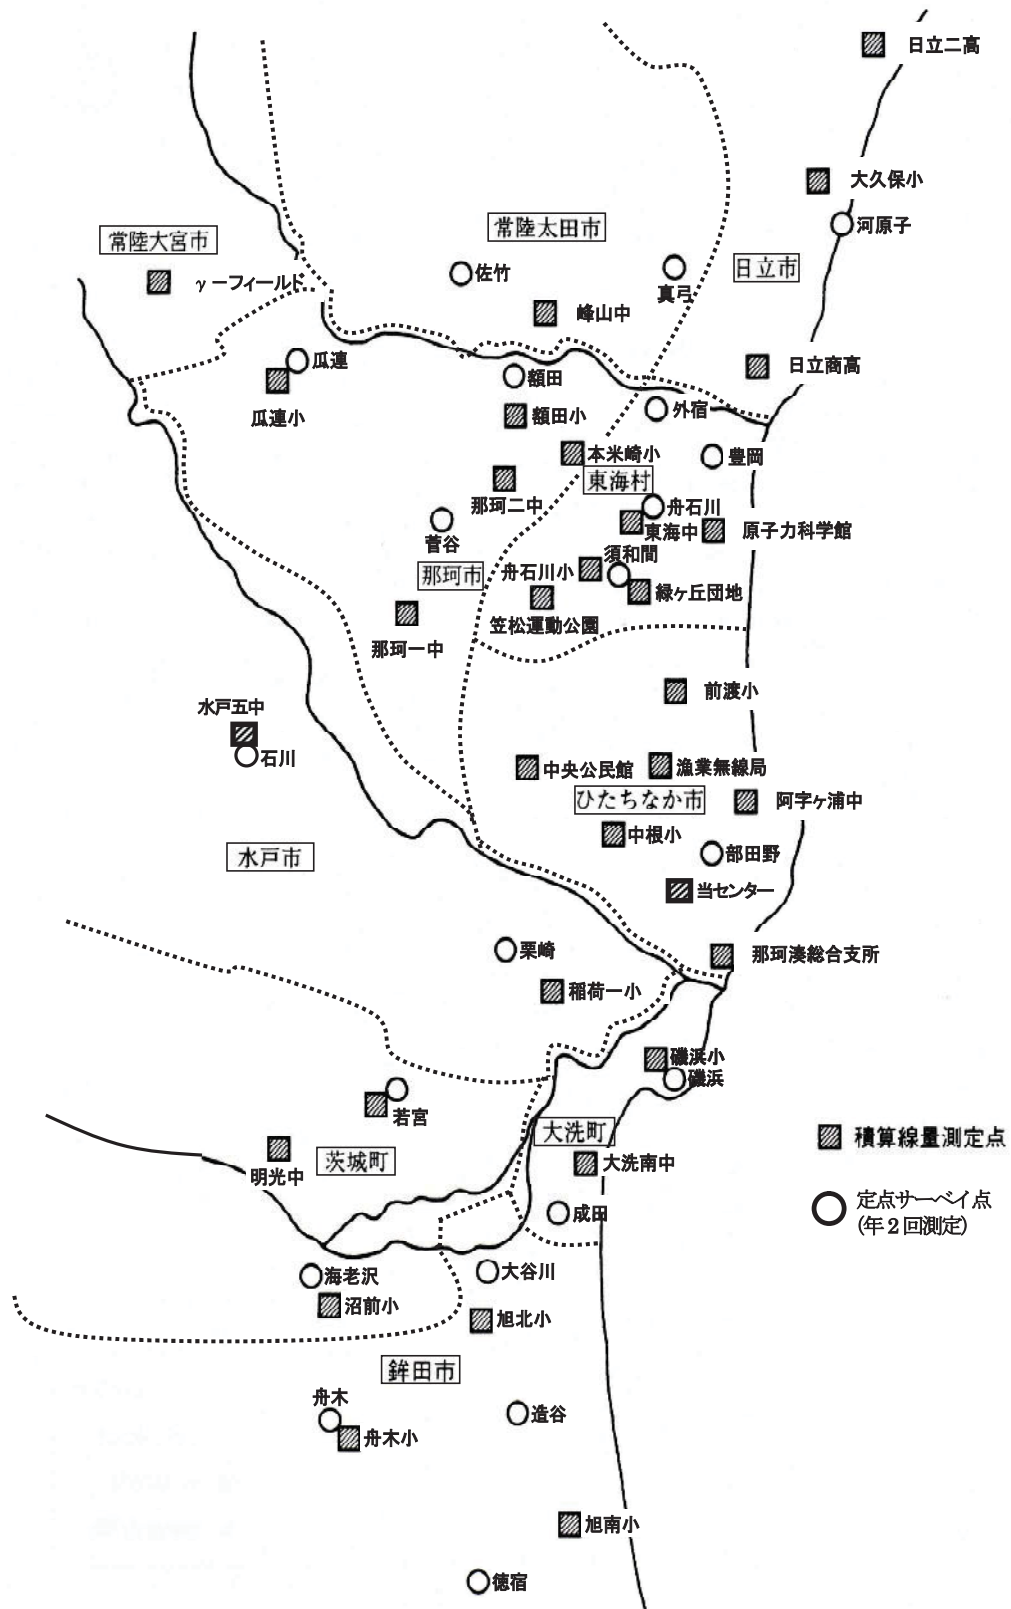 日立二高
大久保小
河原子
常陸太田市
常陸大宮市
日立市
佐竹
真弓
γーフィールド
峰山中
瓜連
日立商高
額田
瓜連小
額田小
外宿
本米崎小
豊岡
東海村
那珂二中
舟石川
菅谷
東海中
原子力科学館
須和間
舟石川小
那珂市
緑ヶ丘団地
笠松運動公園
那珂一中
前渡小
水戸五中
石川
中央公民館
漁業無線局
ひたちなか市
阿字ヶ浦中
中根小
部田野
水戸市
当センター
栗崎
那珂湊総合支所
稲荷一小
磯浜小
磯浜
若宮
大洗町
積算線量測定点
茨城町
大洗南中
明光中
定点サーベイ点
(年2回測定)
成田
海老沢
大谷川
沼前小
旭北小
鉾田市
舟木
造谷
舟木小
旭南小
徳宿